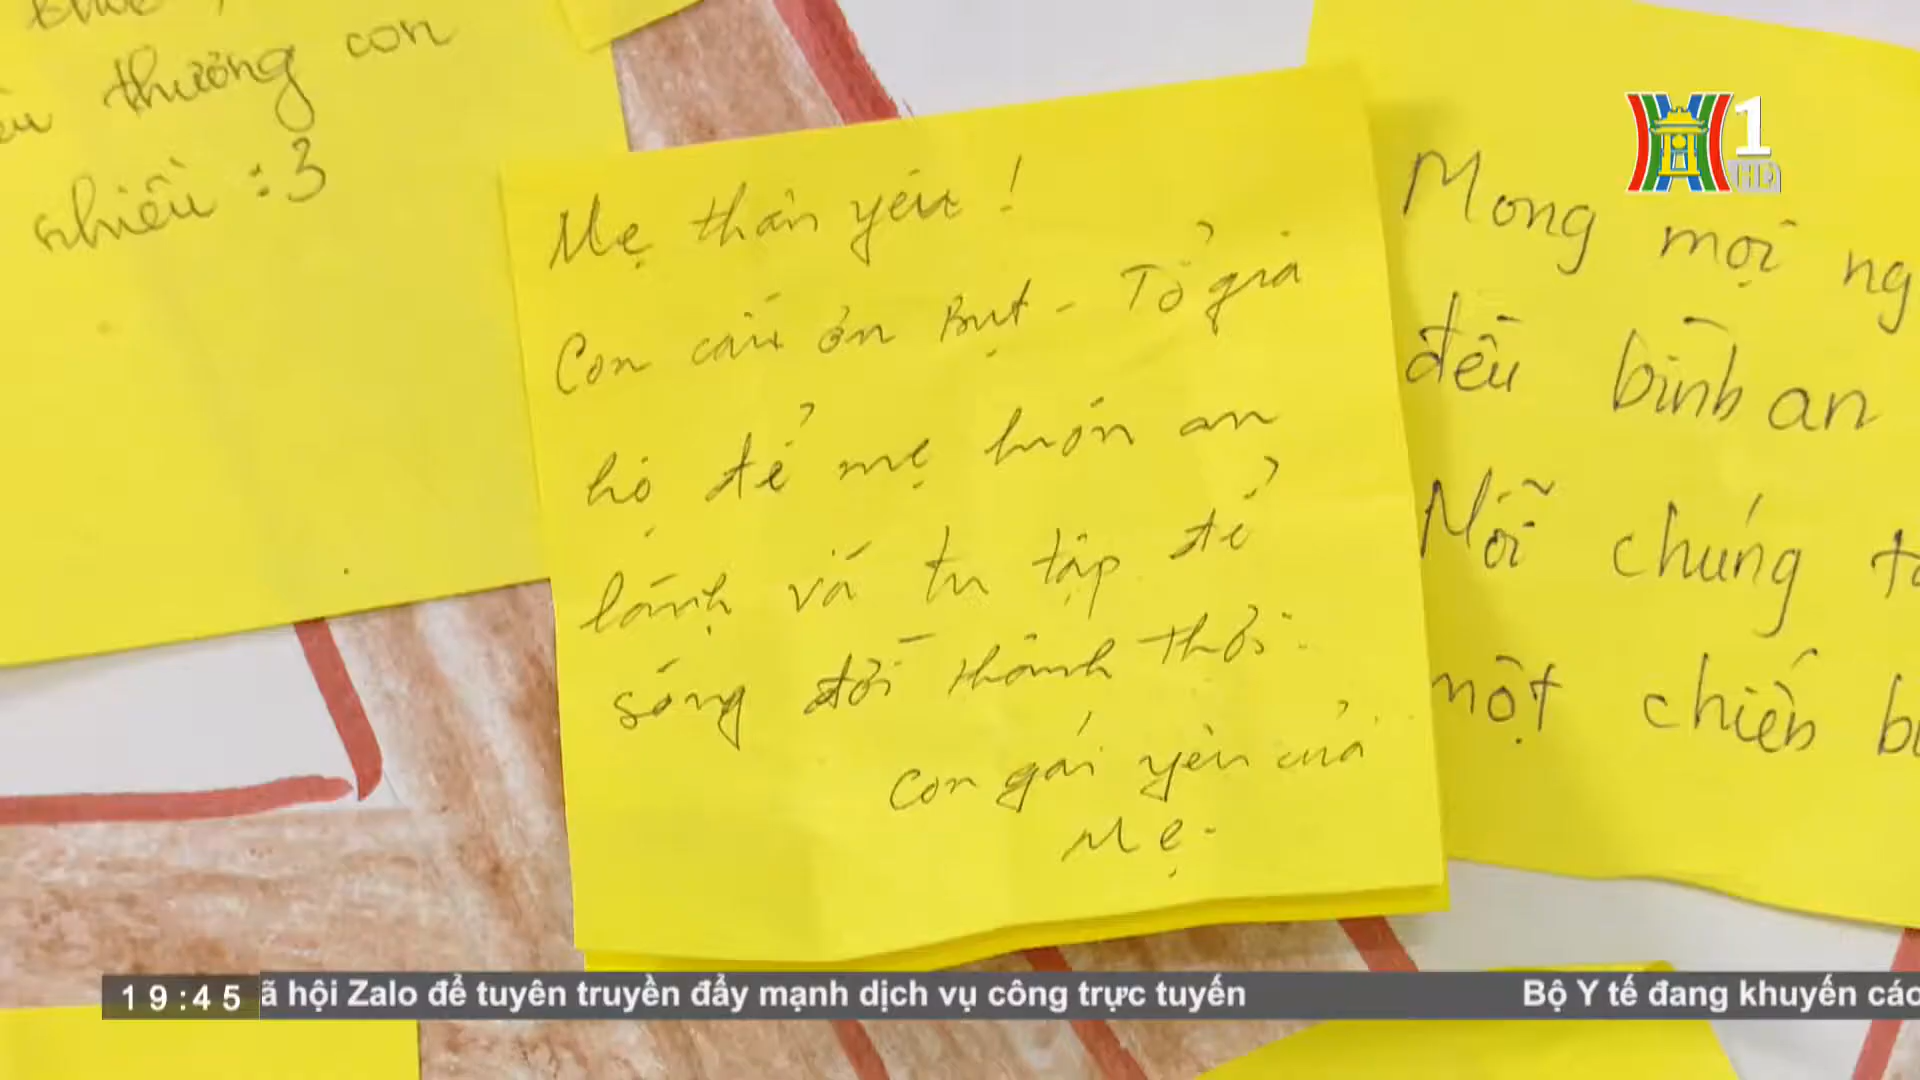 thương con
nhiều :3
Mẹ thân yêu !
Con cầu ơn Bụt - Tổ gia
hộ để mẹ luôn an
lành và tu tập để
sống đời thảnh thơi.
Con gái yêu của
Mẹ.
Mong mọi ng
đều bình an
Mỗi chúng t
một chiến b
1
HD
19:45
ã hội Zalo để tuyên truyền đẩy mạnh dịch vụ công trực tuyến
Bộ Y tế đang khuyến cáo